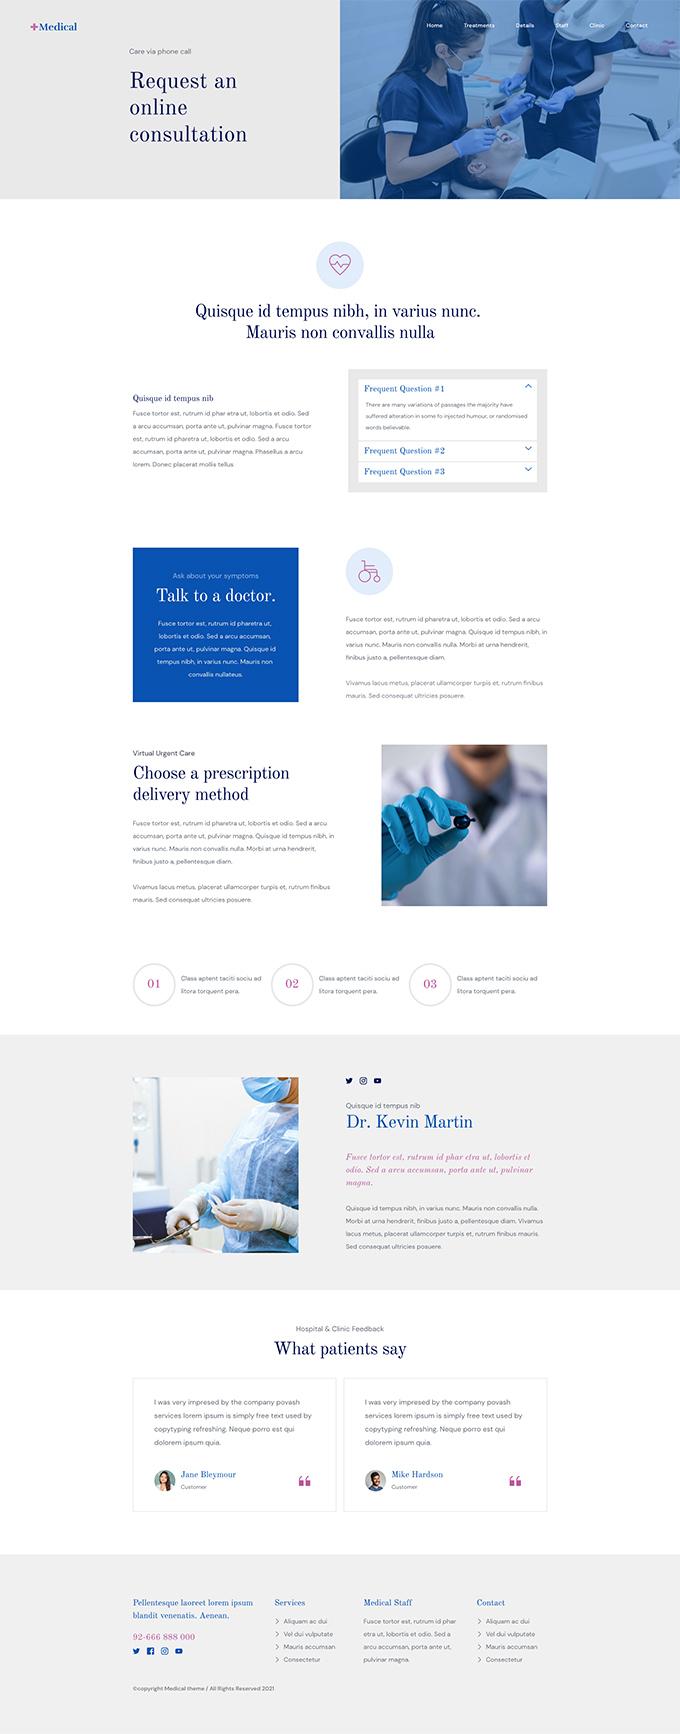 Medical
Home Treatments Details Staff Clinic Contact
Care via phone call
Request an
online
consultation
Quisque id tempus nibh, in varius nunc.
Mauris non convallis nulla
Quisque id tempus nib
Fusce tortor est, rutrum id phar etra ut, lobortis et odio. Sed
a arcu accumsan, porta ante ut, pulvinar magna. Fusce tortor
est, rutrum id pharetra ut, lobortis et odio. Sed a arcu
accumsan, porta ante ut, pulvinar magna. Phasellus a arcu
lorem. Donec placerat mollis tellus
Frequent Question #1
There are many variations of passages the majority have
suffered alteration in some fo injected humour, or randomised
words believable.
Frequent Question #2
Frequent Question #3
Ask about your symptoms
Talk to a doctor.
Fusce tortor est, rutrum id pharetra ut,
lobortis et odio. Sed a arcu accumsan,
porta ante ut, pulvinar magna. Quisque id
tempus nibh, in varius nunc. Mauris non
convallis nullateus.
Fusce tortor est, rutrum id pharetra ut, lobortis et odio. Sed a arcu
accumsan, porta ante ut, pulvinar magna. Quisque id tempus nibh, in
varius nunc. Mauris non convallis nulla. Morbi at urna hendrerit,
finibus justo a, pellentesque diam.
Vivamus lacus metus, placerat ullamcorper turpis et, rutrum finibus
mauris. Sed consequat ultricies posuere.
Virtual Urgent Care
Choose a prescription
delivery method
Fusce tortor est, rutrum id pharetra ut, lobortis et odio. Sed a arcu
accumsan, porta ante ut, pulvinar magna. Quisque id tempus nibh, in
varius nunc. Mauris non convallis nulla. Morbi at urna hendrerit,
finibus justo a, pellentesque diam.
Vivamus lacus metus, placerat ullamcorper turpis et, rutrum finibus
mauris. Sed consequat ultricies posuere.
01
Class aptent taciti sociu ad
litora torquent pera.
02
Class aptent taciti sociu ad
litora torquent pera.
03
Class aptent taciti sociu ad
litora torquent pera.
Quisque id tempus nib
Dr. Kevin Martin
Fusce tortor est, rutrum id phar etra ut, lobortis et
odio. Sed a arcu accumsan, porta ante ut, pulvinar
magna.
Quisque id tempus nibh, in varius nunc. Mauris non convallis nulla.
Morbi at urna hendrerit, finibus justo a, pellentesque diam. Vivamus
lacus metus, placerat ullamcorper turpis et, rutrum finibus mauris.
Sed consequat ultricies posuere.
Hospital & Clinic Feedback
What patients say
I was very impresed by the company povash
services lorem ipsum is simply free text used by
copytyping refreshing. Neque porro est qui
dolorem ipsum quia.
Jane Bleymour
Customer
I was very impresed by the company povash
services lorem ipsum is simply free text used by
copytyping refreshing. Neque porro est qui
dolorem ipsum quia.
Mike Hardson
Customer
Pellentesque laoreet lorem ipsum
blandit venenatis. Aenean.
92-666 888 000
Services
Aliquam ac dui
Vel dui vulputate
Mauris accumsan
Consectetur
Medical Staff
Fusce tortor est, rutrum id phar
etra ut, lobortis et odio. Sed a
arcu accumsan, porta ante ut,
pulvinar magna.
Contact
Aliquam ac dui
Vel dui vulputate
Mauris accumsan
Consectetur
©copyright Medical theme / All Rights Reserved 2021